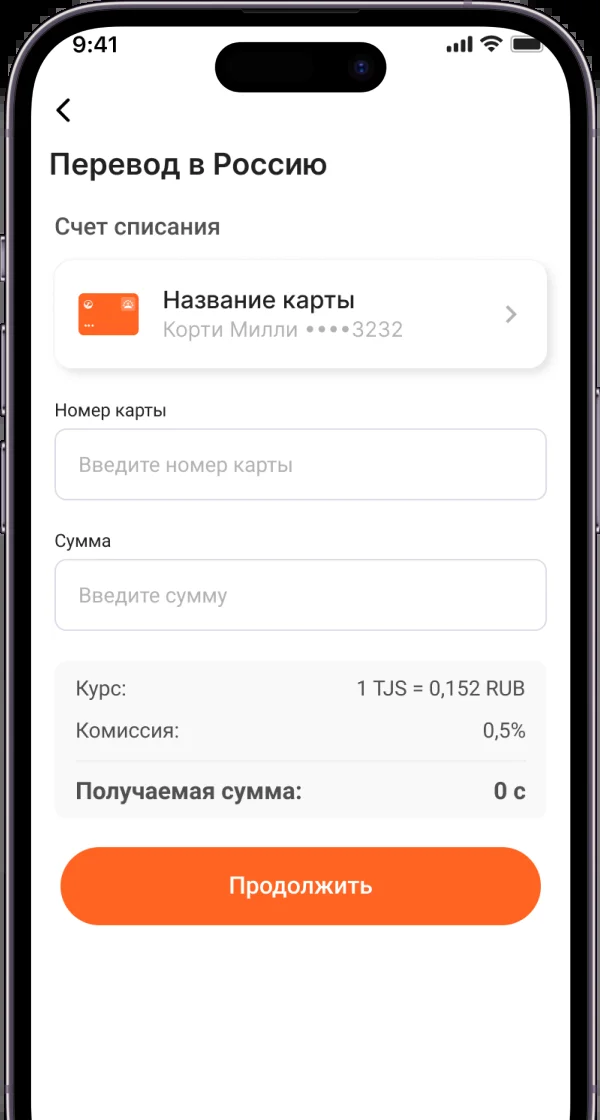 9:41
Перевод в Россию
Счет списания
Название карты
Корти Милли ••••3232
Номер карты
Введите номер карты
Сумма
Введите сумму
Курс: 1 TJS = 0,152 RUB
Комиссия: 0,5%
Получаемая сумма: 0 с
Продолжить